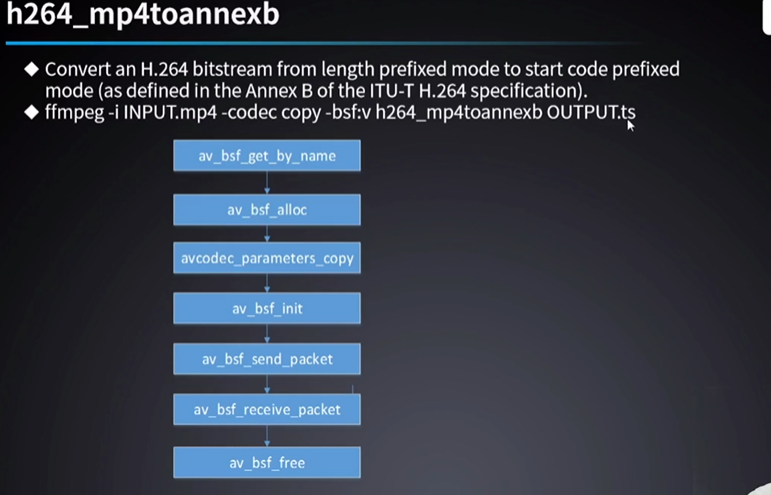 h264_mp4toannexb
◆ Convert an H.264 bitstream from length prefixed mode to start code prefixed
mode (as defined in the Annex B of the ITU-T H.264 specification).
◆ ffmpeg -i INPUT.mp4 -codec copy -bsf:v h264_mp4toannexb OUTPUT.ts
av_bsf_get_by_name
av_bsf_alloc
avcodec_parameters_copy
av_bsf_init
av_bsf_send_packet
av_bsf_receive_packet
av_bsf_free